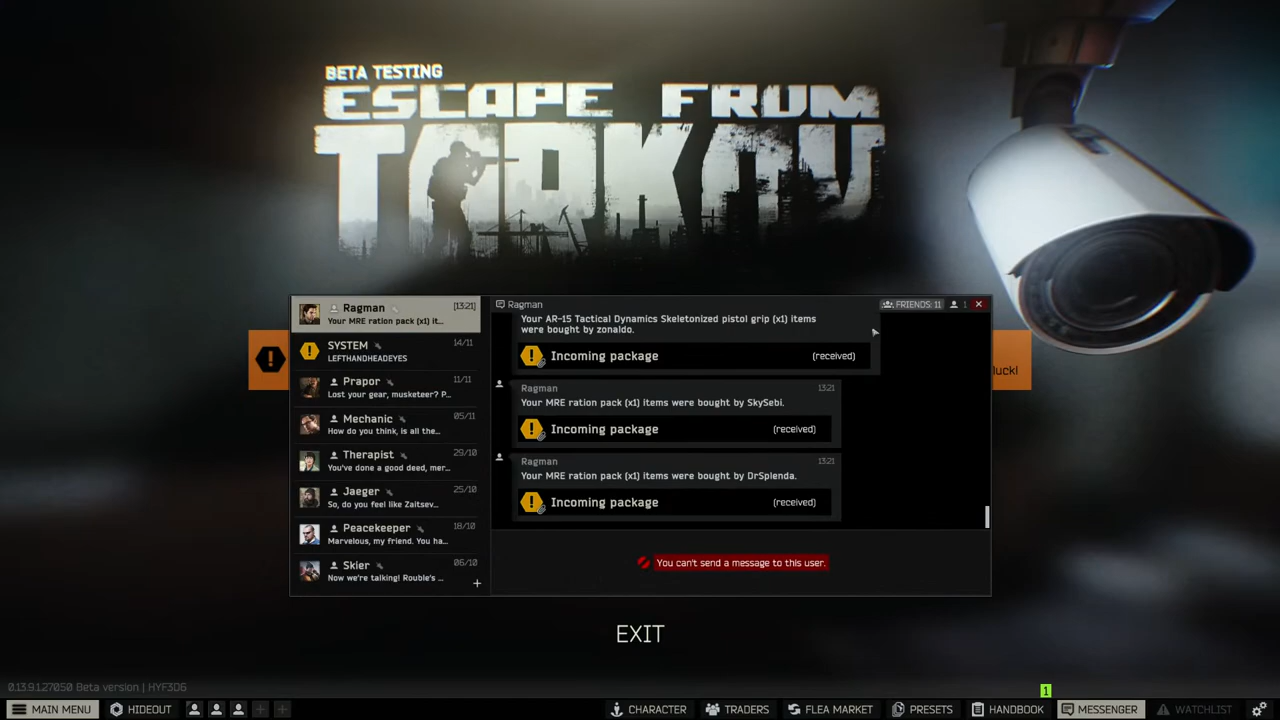 BETA TESTING
ESCAPE FROM
TARKOV
Ragman
[13:21]
Your MRE ration pack (x1) it...
SYSTEM
14/11
LEFTHANDHEADEYES
Prapor
11/11
Lost your gear, musketeer? P...
Mechanic
05/11
How do you think, is all the...
Therapist
29/10
You've done a good deed, mer...
Jaeger
25/10
So, do you feel like Zaitsev...
Peacekeeper
18/10
Marvelous, my friend. You ha...
Skier
06/10
Now we're talking! Rouble's ...
+
Ragman
FRIENDS: 11
1
Your AR-15 Tactical Dynamics Skeletonized pistol grip (x1) items
were bought by zonaldo.
Incoming package (received)
Ragman 13:21
Your MRE ration pack (x1) items were bought by SkySebi.
Incoming package (received)
Ragman 13:21
Your MRE ration pack (x1) items were bought by DrSplenda.
Incoming package (received)
You can't send a message to this user.
luck!
EXIT
0.13.9.1.27050 Beta version | HYF3D6
1
MAIN MENU
HIDEOUT
CHARACTER
TRADERS
FLEA MARKET
PRESETS
HANDBOOK
MESSENGER
WATCHLIST